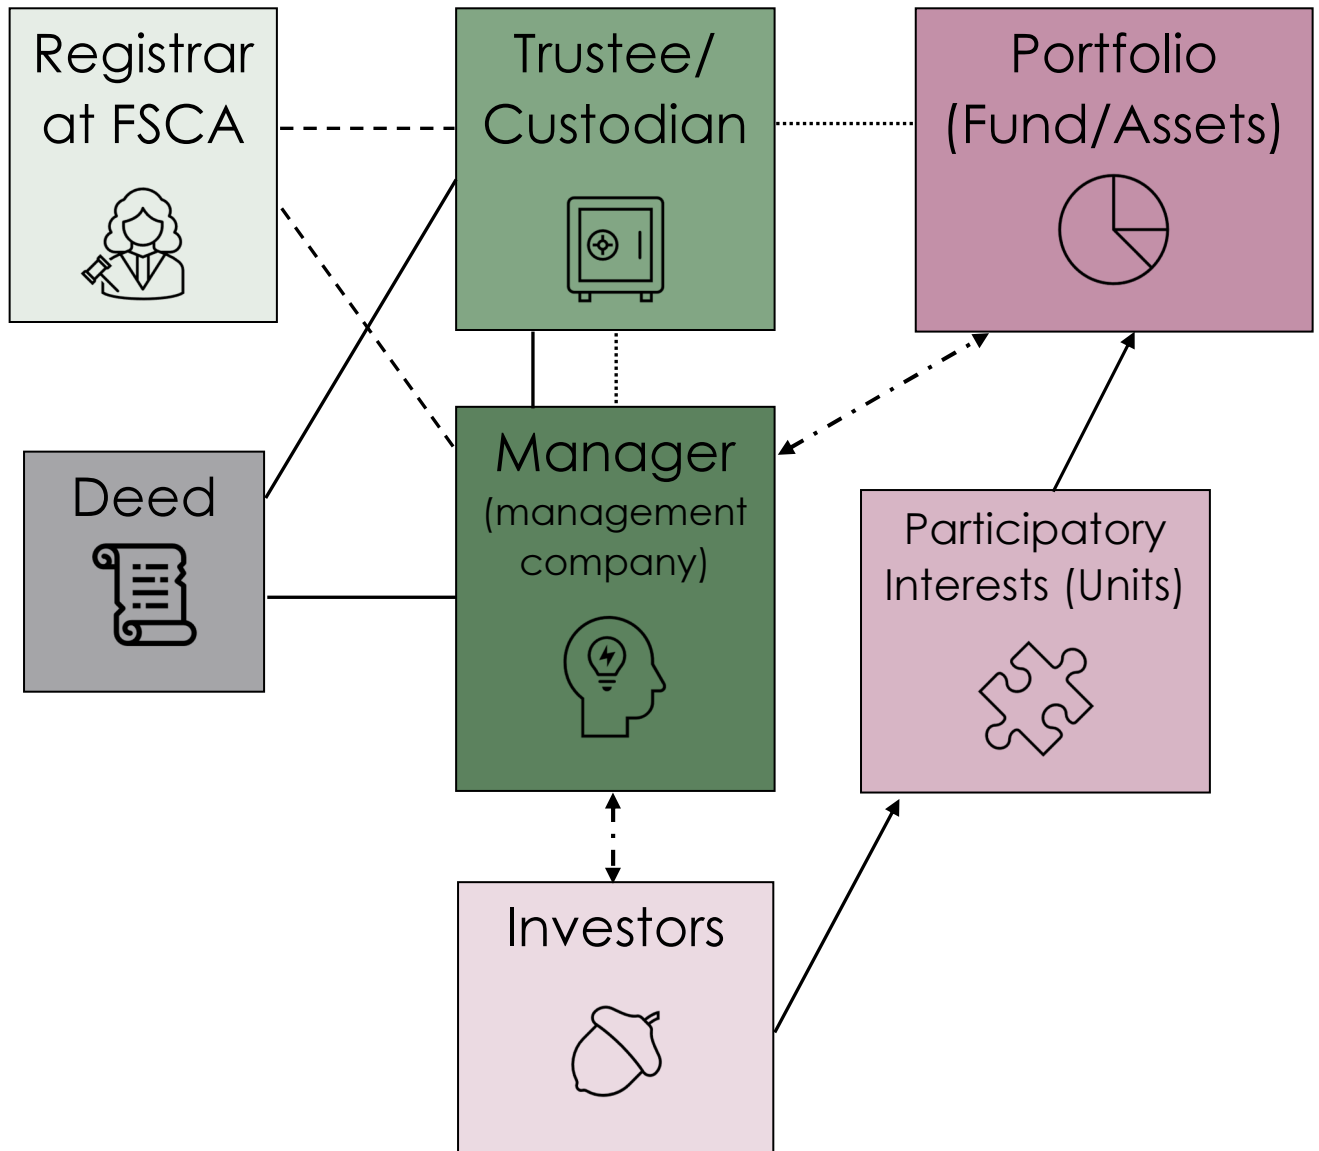 Registrar
at FSCA
Trustee/
Custodian
Portfolio
(Fund/Assets)
Deed
Manager
(management
company)
Participatory
Interests (Units)
Investors